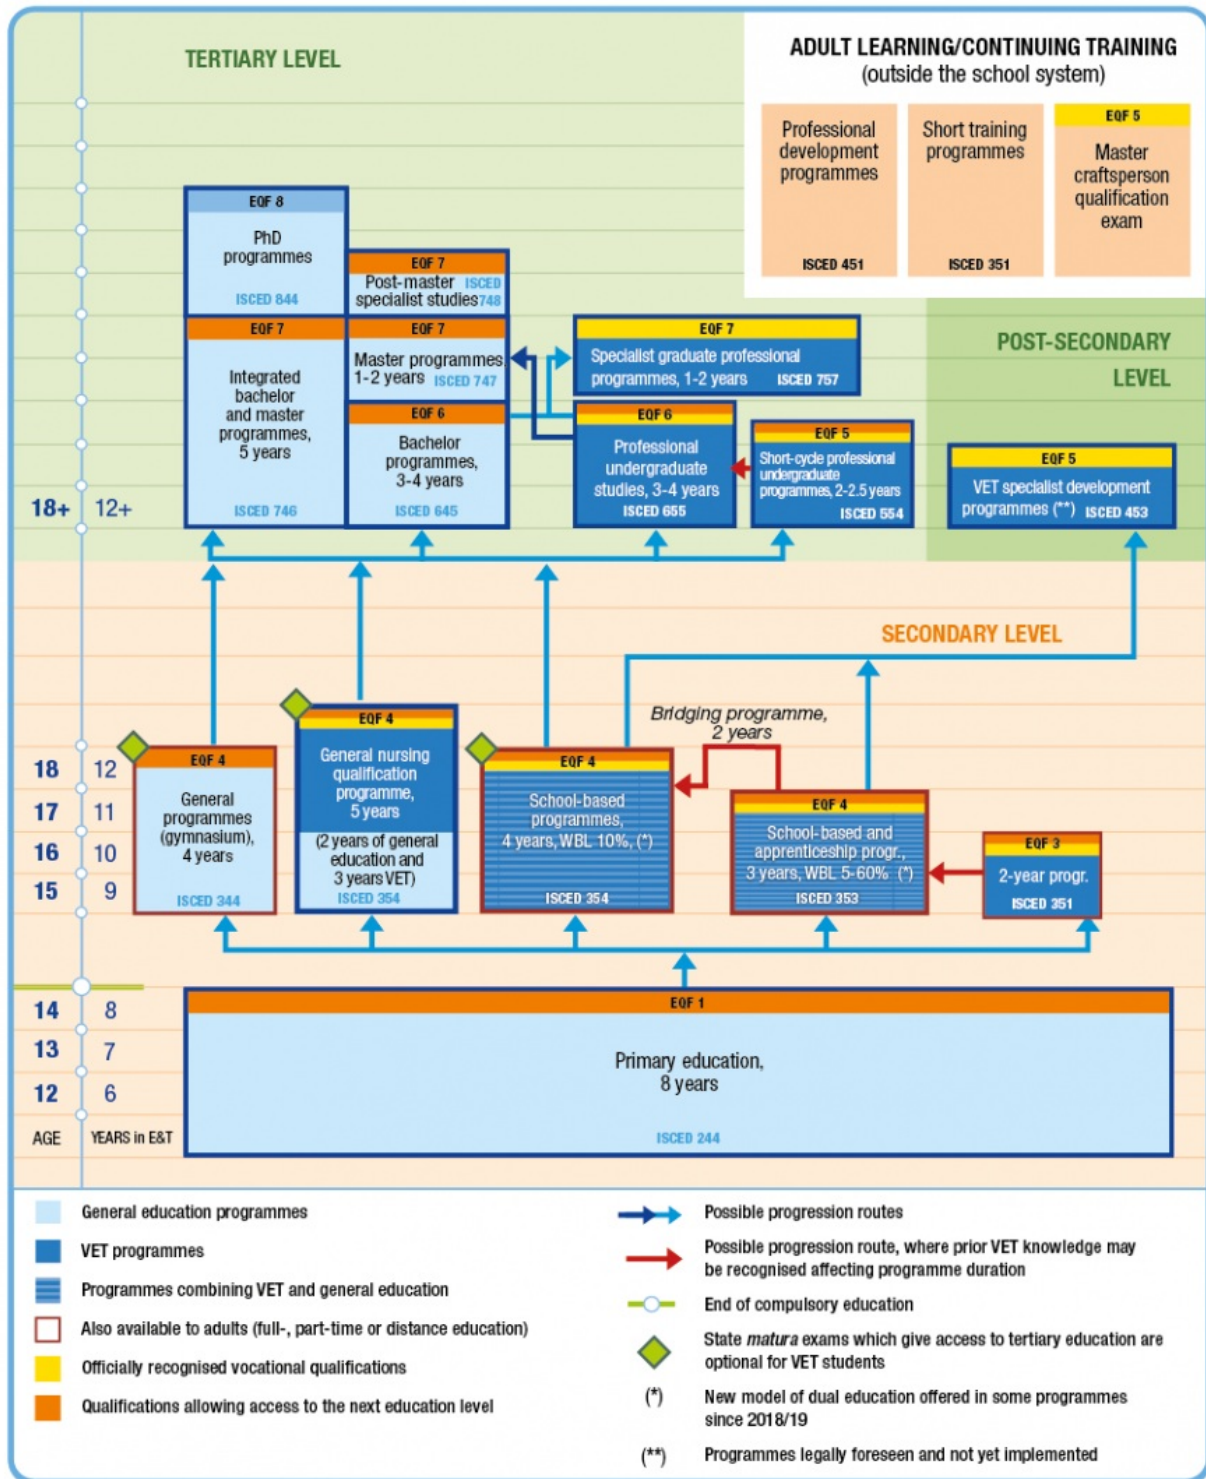 TERTIARY LEVEL
ADULT LEARNING/CONTINUING TRAINING
(outside the school system)
Professional
development
programmes
ISCED 451
Short training
programmes
ISCED 351
EQF 5
Master
craftsperson
qualification
exam
EQF 8
PhD
programmes
ISCED 844
EQF 7
Post-master ISCED
specialist studies 748
EQF 7
Integrated
bachelor
and master
programmes,
5 years
ISCED 746
EQF 7
Master programmes,
1-2 years ISCED 747
EQF 6
Bachelor
programmes,
3-4 years
ISCED 645
EQF 7
Specialist graduate professional
programmes, 1-2 years ISCED 757
EQF 6
Professional
undergraduate
studies, 3-4 years
ISCED 655
EQF 5
Short-cycle professional
undergraduate
programmes, 2-2.5 years
ISCED 554
POST-SECONDARY
LEVEL
EQF 5
VET specialist development
programmes (**) ISCED 453
18+ 12+
SECONDARY LEVEL
Bridging programme,
2 years
EQF 4
General
programmes
(gymnasium),
4 years
ISCED 344
EQF 4
General nursing
qualification
programme,
5 years
(2 years of general
education and
3 years VET)
ISCED 354
EQF 4
School-based
programmes,
4 years, WBL 10%, (*)
ISCED 354
EQF 4
School-based and
apprenticeship progr.,
3 years, WBL 5-60% (*)
ISCED 353
EQF 3
2-year progr.
ISCED 351
18 12
17 11
16 10
15 9
EQF 1
Primary education,
8 years
ISCED 244
14 8
13 7
12 6
AGE YEARS in E&T
General education programmes
VET programmes
Programmes combining VET and general education
Also available to adults (full-, part-time or distance education)
Officially recognised vocational qualifications
Qualifications allowing access to the next education level
Possible progression routes
Possible progression route, where prior VET knowledge may
be recognised affecting programme duration
End of compulsory education
State matura exams which give access to tertiary education are
optional for VET students
(*) New model of dual education offered in some programmes
since 2018/19
(**) Programmes legally foreseen and not yet implemented